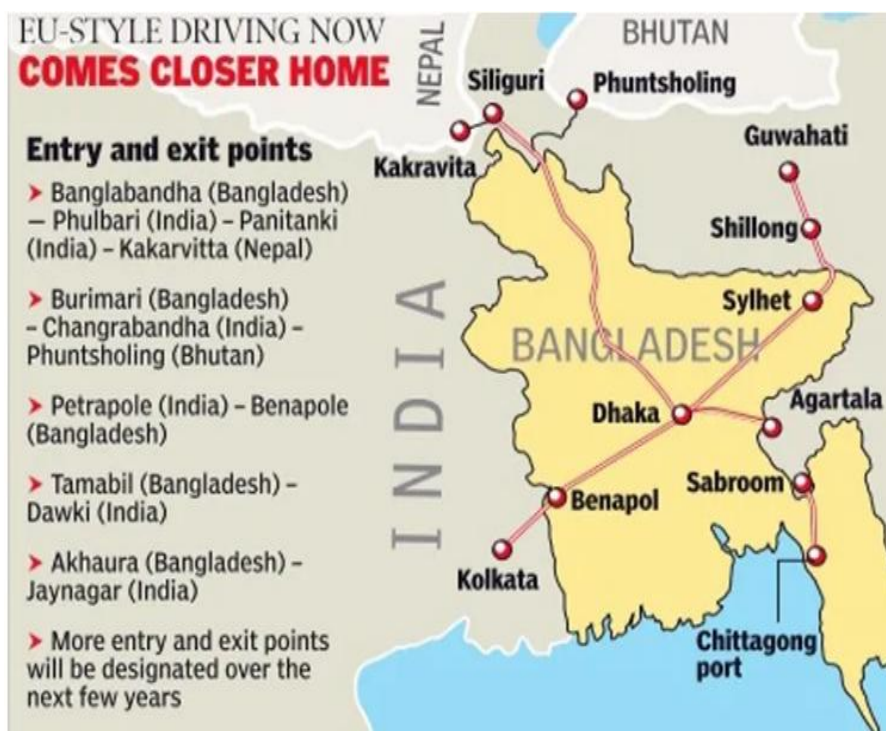 EU-STYLE DRIVING NOW
COMES CLOSER HOME
Entry and exit points
➤ Banglabandha (Bangladesh)
– Phulbari (India) – Panitanki
(India) – Kakarvitta (Nepal)
➤ Burimari (Bangladesh)
– Changrabandha (India) –
Phuntsholing (Bhutan)
➤ Petrapole (India) – Benapole
(Bangladesh)
➤ Tamabil (Bangladesh) –
Dawki (India)
➤ Akhaura (Bangladesh) –
Jaynagar (India)
➤ More entry and exit points
will be designated over the
next few years
NEPAL
BHUTAN
Siliguri
Phuntsholing
Kakravita
Guwahati
Shillong
Sylhet
INDIA
BANGLADESH
Dhaka
Agartala
Benapol
Sabroom
Kolkata
Chittagong
port